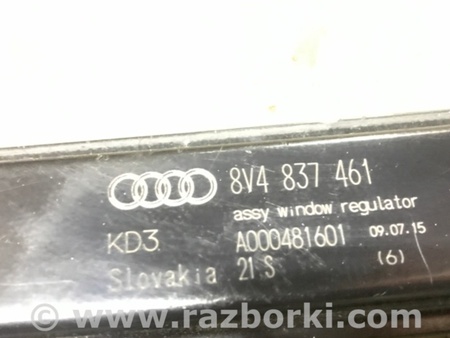 8V4 837 461
assy window regulator
KD3 A000481601 09.07.15
Slovakia 21 S (6)
© www.razborki.com